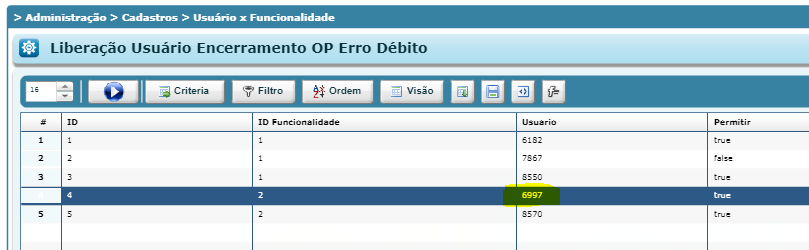 > Administração > Cadastros > Usuário x Funcionalidade
Liberação Usuário Encerramento OP Erro Débito
16 Criteria Filtro Ordem Visão
# ID ID Funcionalidade Usuario Permitir
1 1 1 6182 true
2 2 1 7867 false
3 3 1 8550 true
4 2 6997 true
5 5 2 8570 true